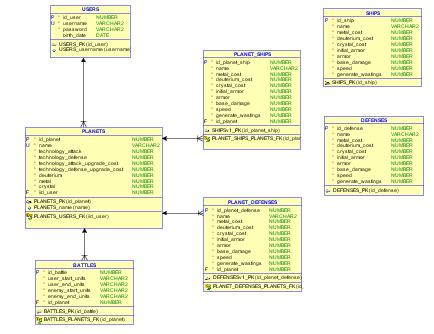 USERS
P * id_user NUMBER
U * username VARCHAR2
* password VARCHAR2
birth_date DATE
USERS_PK (id_user)
USERS_username (username)
PLANETS
P * id_planet NUMBER
U * name VARCHAR2
* technology_attack NUMBER
* technology_defense NUMBER
* technology_attack_upgrade_cost NUMBER
* technology_defense_upgrade_cost NUMBER
* deuterium NUMBER
* metal NUMBER
* crystal NUMBER
F * id_user NUMBER
PLANETS_PK (id_planet)
PLANETS_name (name)
PLANETS_USERS_FK (id_user)
BATTLES
P * id_battle NUMBER
* user_start_units VARCHAR2
* user_end_units VARCHAR2
* enemy_start_units VARCHAR2
* enemy_end_units VARCHAR2
F * id_planet NUMBER
BATTLES_PK (id_battle)
BATTLES_PLANETS_FK (id_planet)
PLANET_SHIPS
P * id_planet_ship NUMBER
* name VARCHAR2
* metal_cost NUMBER
* deuterium_cost NUMBER
* crystal_cost NUMBER
* initial_armor NUMBER
* armor NUMBER
* base_damage NUMBER
* speed NUMBER
* generate_wastings NUMBER
F * id_planet NUMBER
SHIPSv1_PK (id_planet_ship)
PLANET_SHIPS_PLANETS_FK (id_plan
PLANET_DEFENSES
P * id_planet_defense NUMBER
* name VARCHAR2
* metal_cost NUMBER
* deuterium_cost NUMBER
* crystal_cost NUMBER
* initial_armor NUMBER
* armor NUMBER
* base_damage NUMBER
* speed NUMBER
* generate_wastings NUMBER
F * id_planet NUMBER
DEFENSESv1_PK (id_planet_defense)
PLANET_DEFENSES_PLANETS_FK (id
SHIPS
P * id_ship NUMBER
* name VARCHAR2
* metal_cost NUMBER
* deuterium_cost NUMBER
* crystal_cost NUMBER
* initial_armor NUMBER
* armor NUMBER
* base_damage NUMBER
* speed NUMBER
* generate_wastings NUMBER
SHIPS_PK (id_ship)
DEFENSES
P * id_defense NUMBER
* name VARCHAR2
* metal_cost NUMBER
* deuterium_cost NUMBER
* crystal_cost NUMBER
* initial_armor NUMBER
* armor NUMBER
* base_damage NUMBER
* speed NUMBER
* generate_wastings NUMBER
DEFENSES_PK (id_defense)